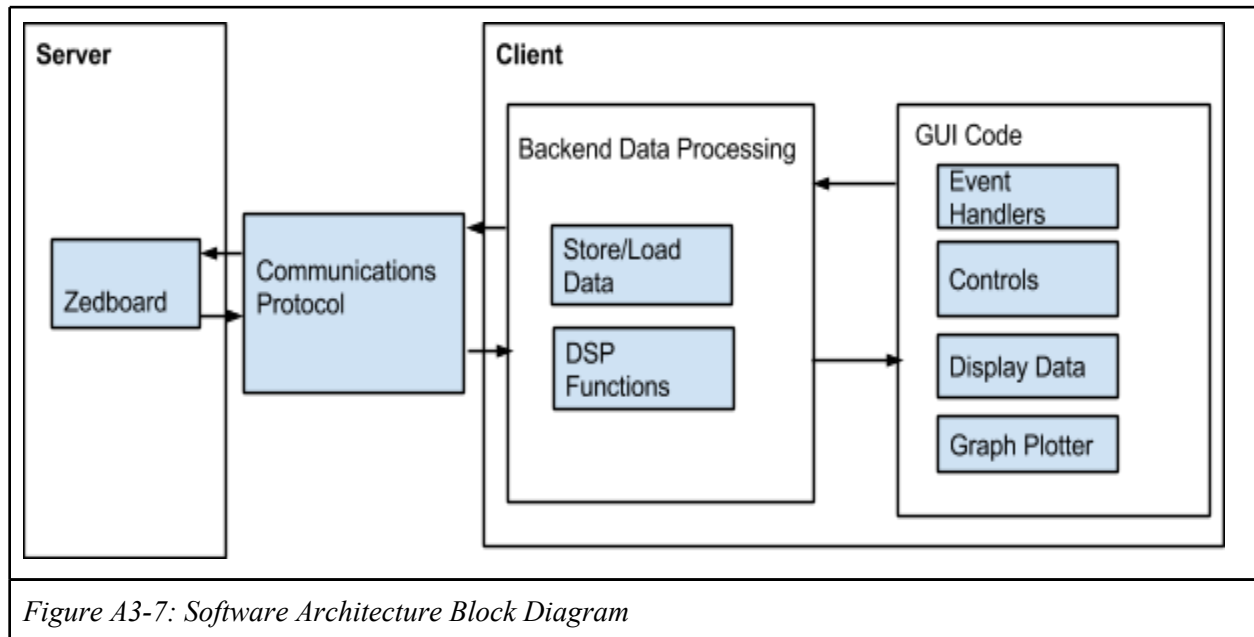 Server
Zedboard
Communications
Protocol
Client
Backend Data Processing
Store/Load
Data
DSP
Functions
GUI Code
Event
Handlers
Controls
Display Data
Graph Plotter
Figure A3-7: Software Architecture Block Diagram